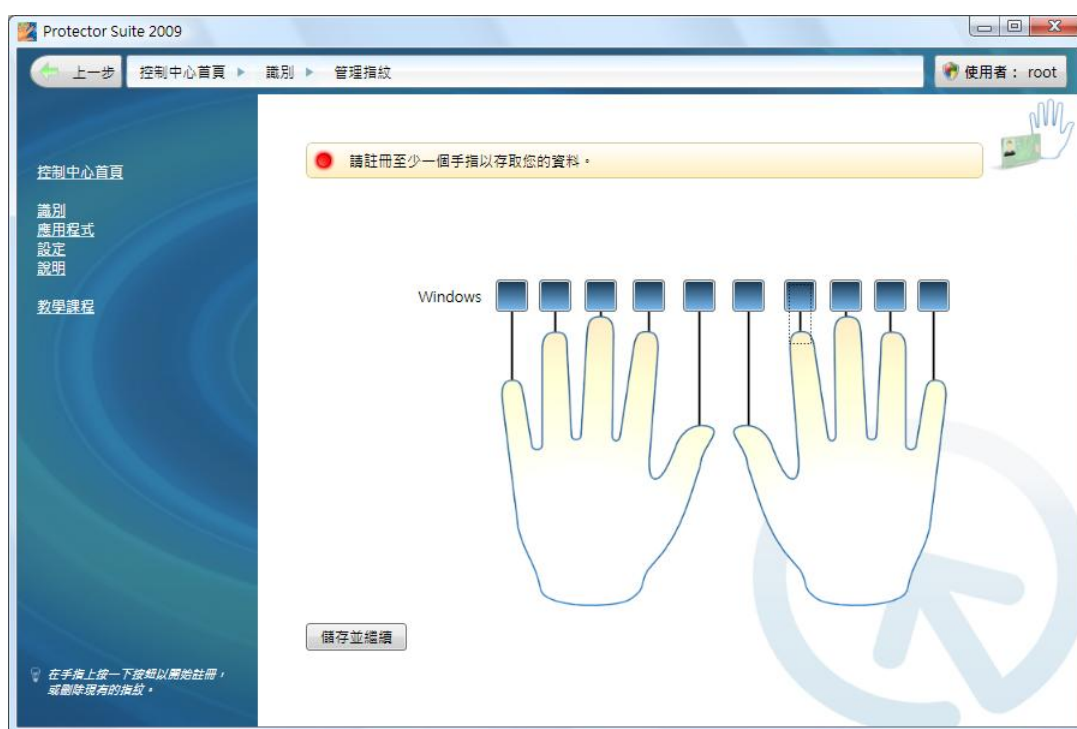 Protector Suite 2009
上一步
控制中心首頁
識別
管理指紋
使用者： root
請註冊至少一個手指以存取您的資料。
控制中心首頁
識別
應用程式
設定
說明
教學課程
Windows
儲存並繼續
在手指上按一下按鈕以開始註冊，
或刪除現有的指紋。